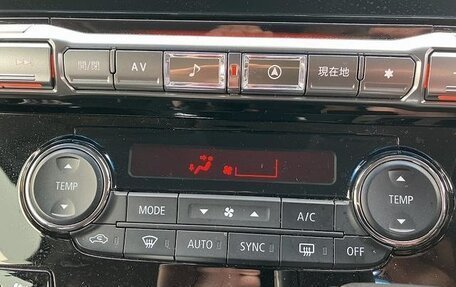 開/閉 AV 現在地
TEMP TEMP
MODE A/C
AUTO SYNC OFF